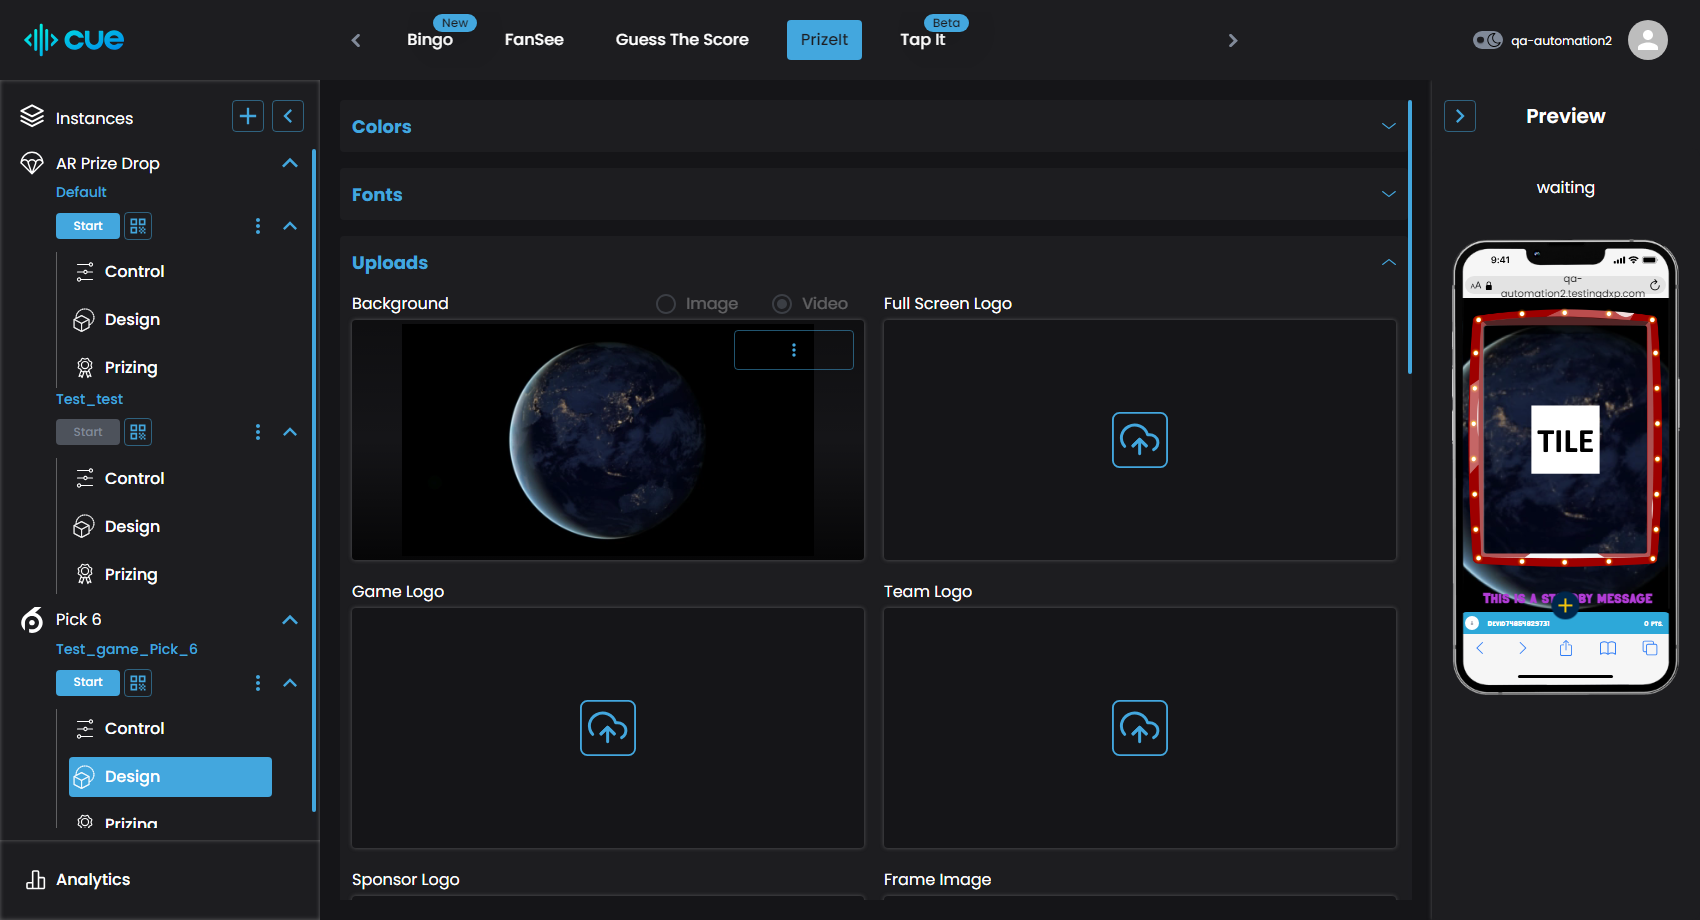 cue
New
Bingo
FanSee
Guess The Score
PrizeIt
Beta
Tap It
qa-automation2
Instances
AR Prize Drop
Default
Start
Control
Design
Prizing
Test_test
Start
Control
Design
Prizing
Pick 6
Test_game_Pick_6
Start
Control
Design
Prizing
Analytics
Colors
Fonts
Uploads
Background
Image
Video
Full Screen Logo
Game Logo
Team Logo
Sponsor Logo
Frame Image
Preview
waiting
9:41
AA
qa-
automation2.testingdxp.com
TILE
THIS IS A STANDBY MESSAGE
0 PTS.